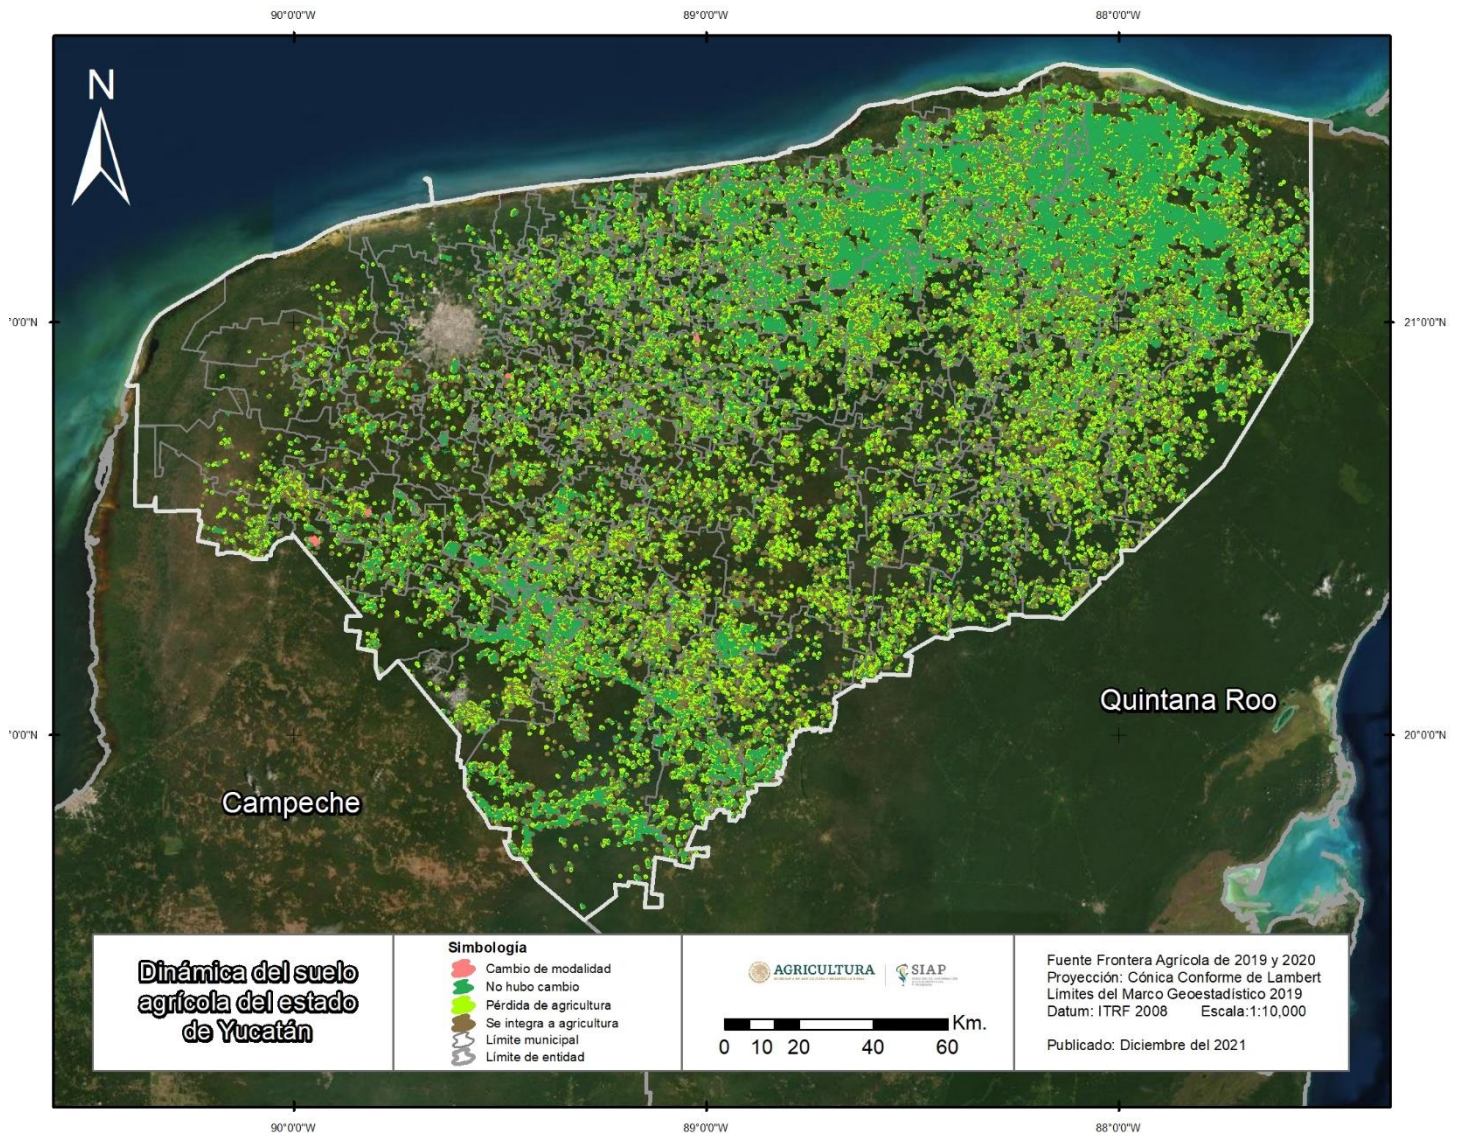 90°0'0"W
89°0'0"W
88°0'0"W
N
'0'0"N
21°0'0"N
Quintana Roo
'0'0"N
20°0'0"N
Campeche
Dinámica del suelo
agrícola del estado
de Yucatán
Simbología
Cambio de modalidad
No hubo cambio
Pérdida de agricultura
Se integra a agricultura
Límite municipal
Límite de entidad
AGRICULTURA
SIAP
Km.
0 10 20 40 60
Fuente Frontera Agrícola de 2019 y 2020
Proyección: Cónica Conforme de Lambert
Límites del Marco Geoestadístico 2019
Datum: ITRF 2008 Escala:1:10,000
Publicado: Diciembre del 2021
90°0'0"W
89°0'0"W
88°0'0"W